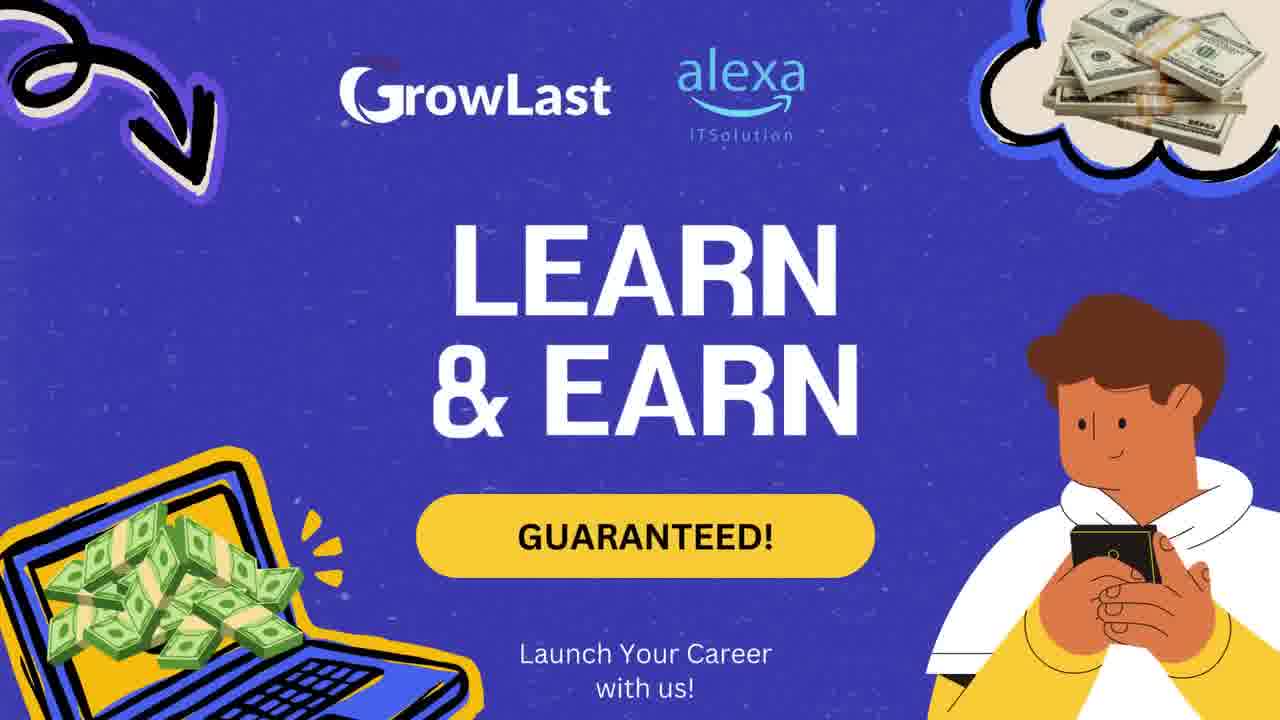 GrowLast
alexa
ITSolution
LEARN
& EARN
GUARANTEED!
Launch Your Career
with us!